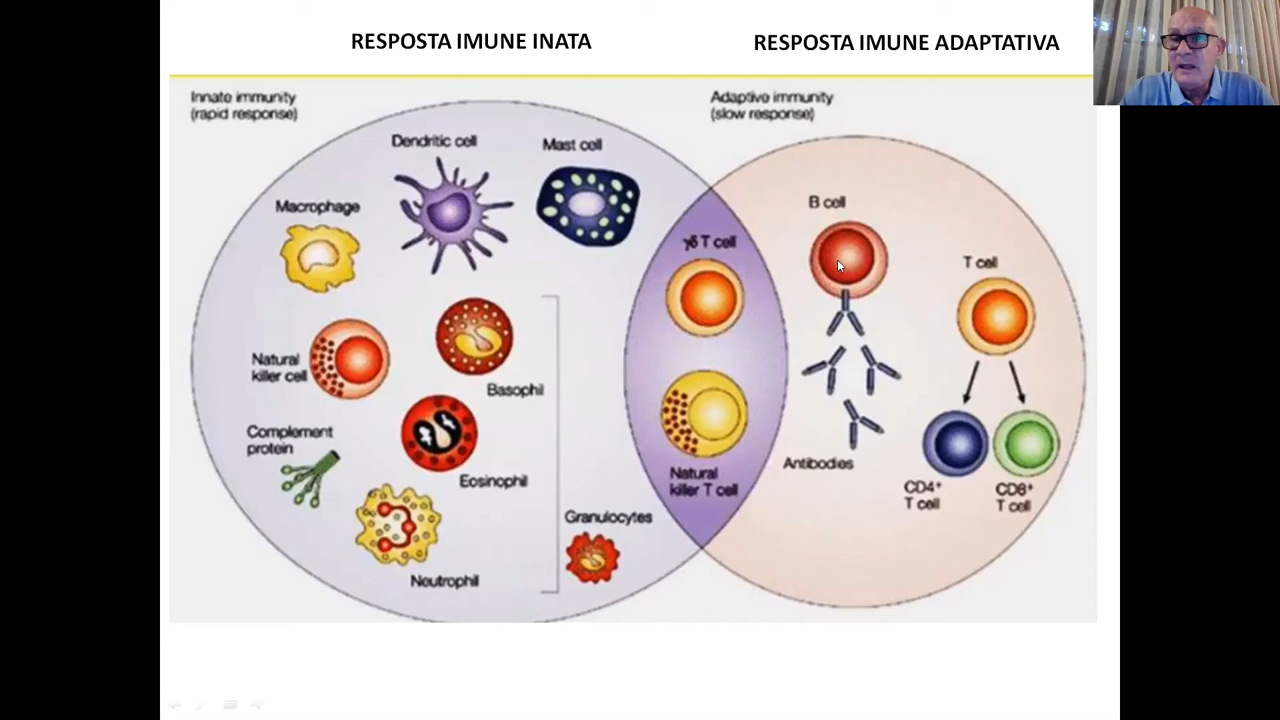 RESPOSTA IMUNE INATA
RESPOSTA IMUNE ADAPTATIVA
Innate immunity
(rapid response)
Adaptive immunity
(slow response)
Dendritic cell
Mast cell
Macrophage
B cell
γδ T cell
T cell
Natural
killer cell
Basophil
Complement
protein
Eosinophil
Antibodies
Natural
killer T cell
CD4⁺
T cell
CD8⁺
T cell
Granulocytes
Neutrophil